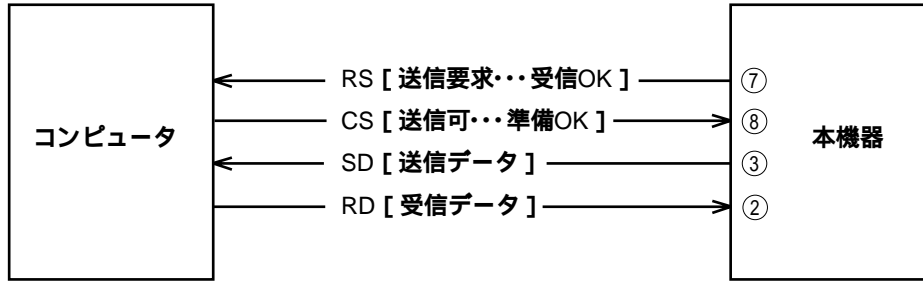 RS [ 送信要求･･･受信OK ] ⑦
コンピュータ CS [ 送信可･･･準備OK ] ⑧ 本機器
SD [ 送信データ ] ③
RD [ 受信データ ] ②